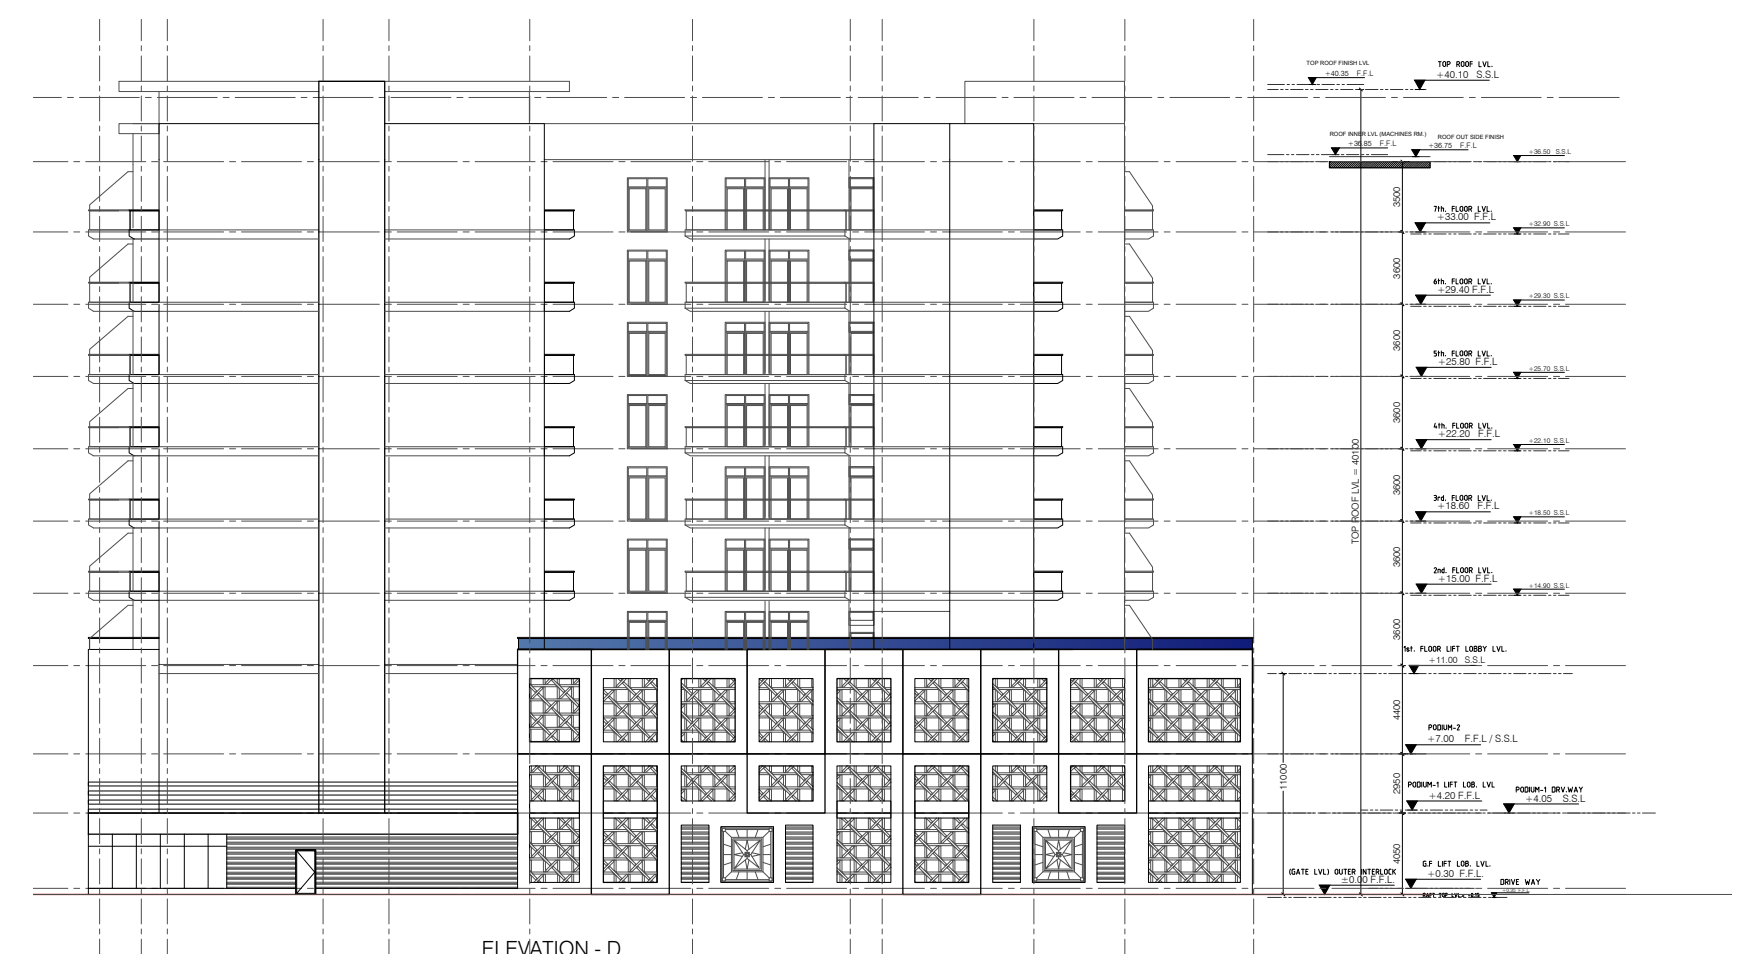 TOP ROOF FINISH LVL
+40.35 F.F.L
TOP ROOF LVL.
+40.10 S.S.L
ROOF INNER LVL (MACHINES RM.)
+36.85 F.F.L
ROOF OUT SIDE FINISH
+36.75 F.F.L
+36.50 S.S.L
3500
7th. FLOOR LVL.
+33.00 F.F.L
+32.90 S.S.L
3600
6th. FLOOR LVL.
+29.40 F.F.L
+29.30 S.S.L
3600
5th. FLOOR LVL.
+25.80 F.F.L
+25.70 S.S.L
3600
4th. FLOOR LVL.
+22.20 F.F.L
+22.10 S.S.L
TOP ROOF LVL = 40100
3600
3rd. FLOOR LVL.
+18.60 F.F.L
+18.50 S.S.L
3600
2nd. FLOOR LVL.
+15.00 F.F.L
+14.90 S.S.L
3600
1st. FLOOR LIFT LOBBY LVL.
+11.00 S.S.L
4400
PODIUM-2
+7.00 F.F.L / S.S.L
11000
2950
PODIUM-1 LIFT LOB. LVL
+4.20 F.F.L
PODIUM-1 DRV.WAY
+4.05 S.S.L
4050
G.F LIFT LOB. LVL.
+0.30 F.F.L.
(GATE LVL) OUTER INTERLOCK
±0.00 F.F.L.
DRIVE WAY
ELEVATION - D